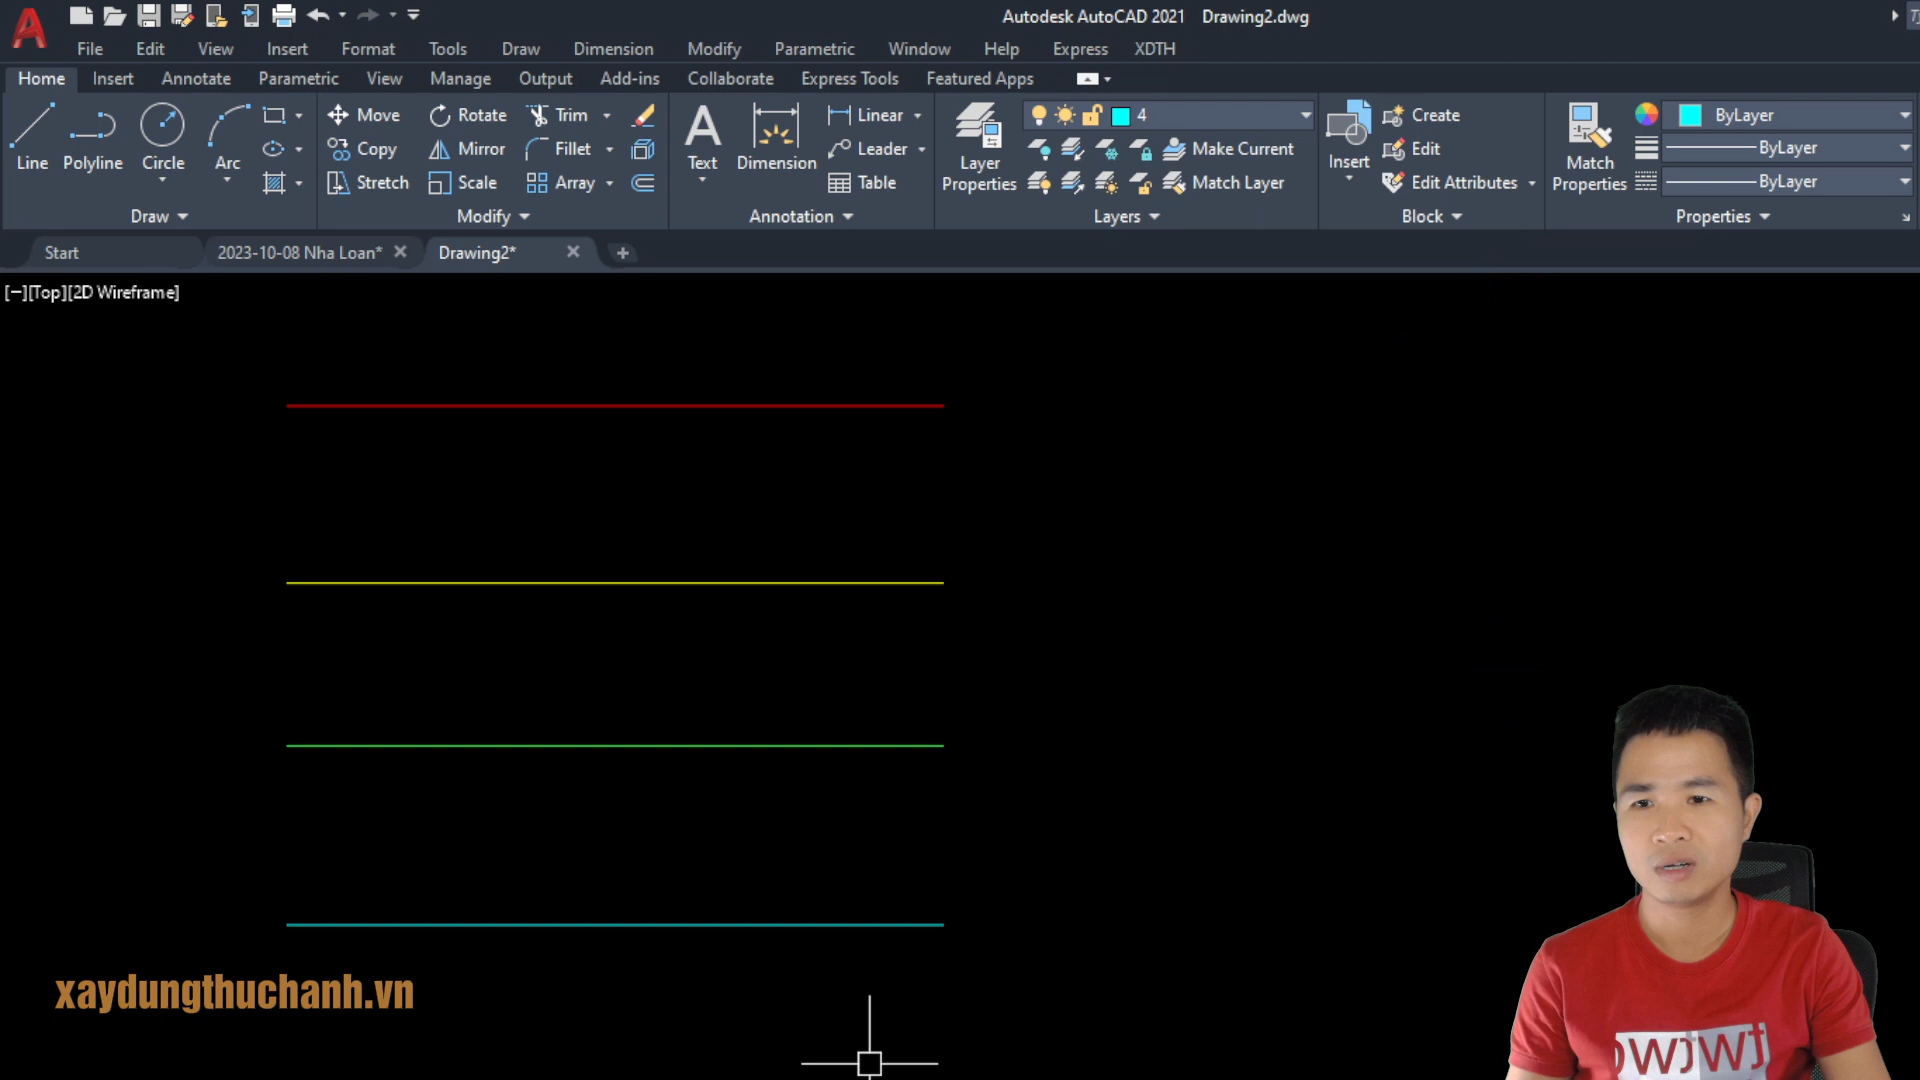 Autodesk AutoCAD 2021 Drawing2.dwg
File Edit View Insert Format Tools Draw Dimension Modify Parametric Window Help Express XDTH
Home Insert Annotate Parametric View Manage Output Add-ins Collaborate Express Tools Featured Apps
Line Polyline Circle Arc
Draw
Move Rotate Trim
Copy Mirror Fillet
Stretch Scale Array
Modify
Text Dimension
Linear
Leader
Table
Annotation
Layer Properties
4
Make Current
Match Layer
Layers
Insert
Create
Edit
Edit Attributes
Block
Match Properties
ByLayer
ByLayer
ByLayer
Properties
Start 2023-10-08 Nha Loan* Drawing2*
[−][Top][2D Wireframe]
xaydungthuchanh.vn